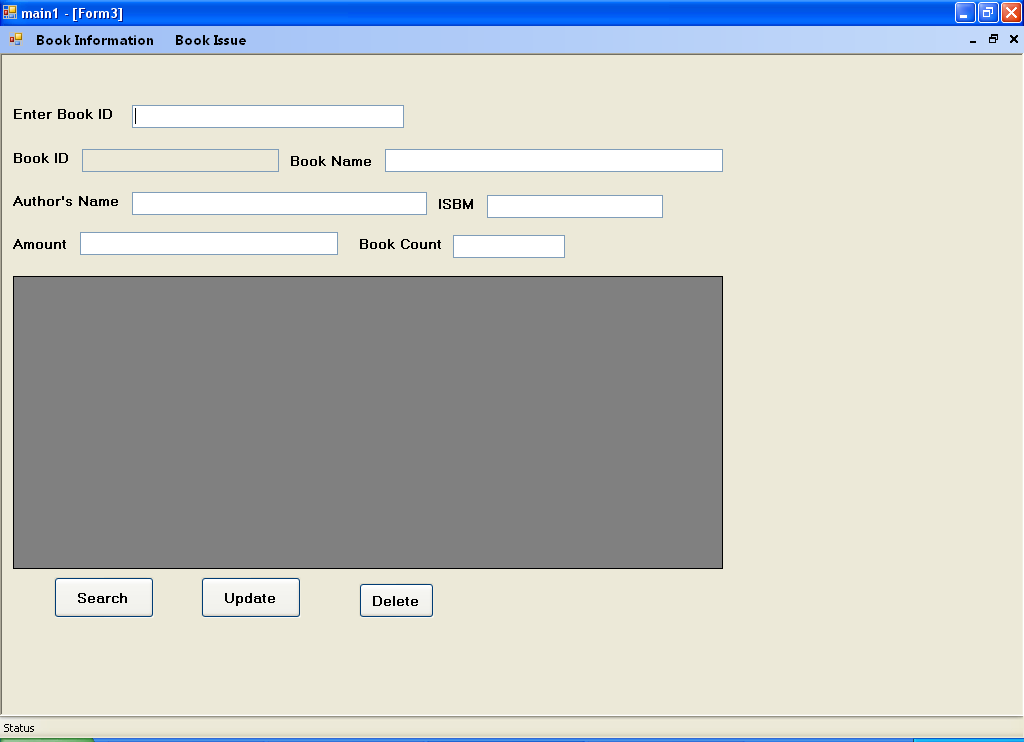 main1 - [Form3]
Book Information Book Issue
Enter Book ID
Book ID Book Name
Author's Name ISBM
Amount Book Count
Search Update Delete
Status